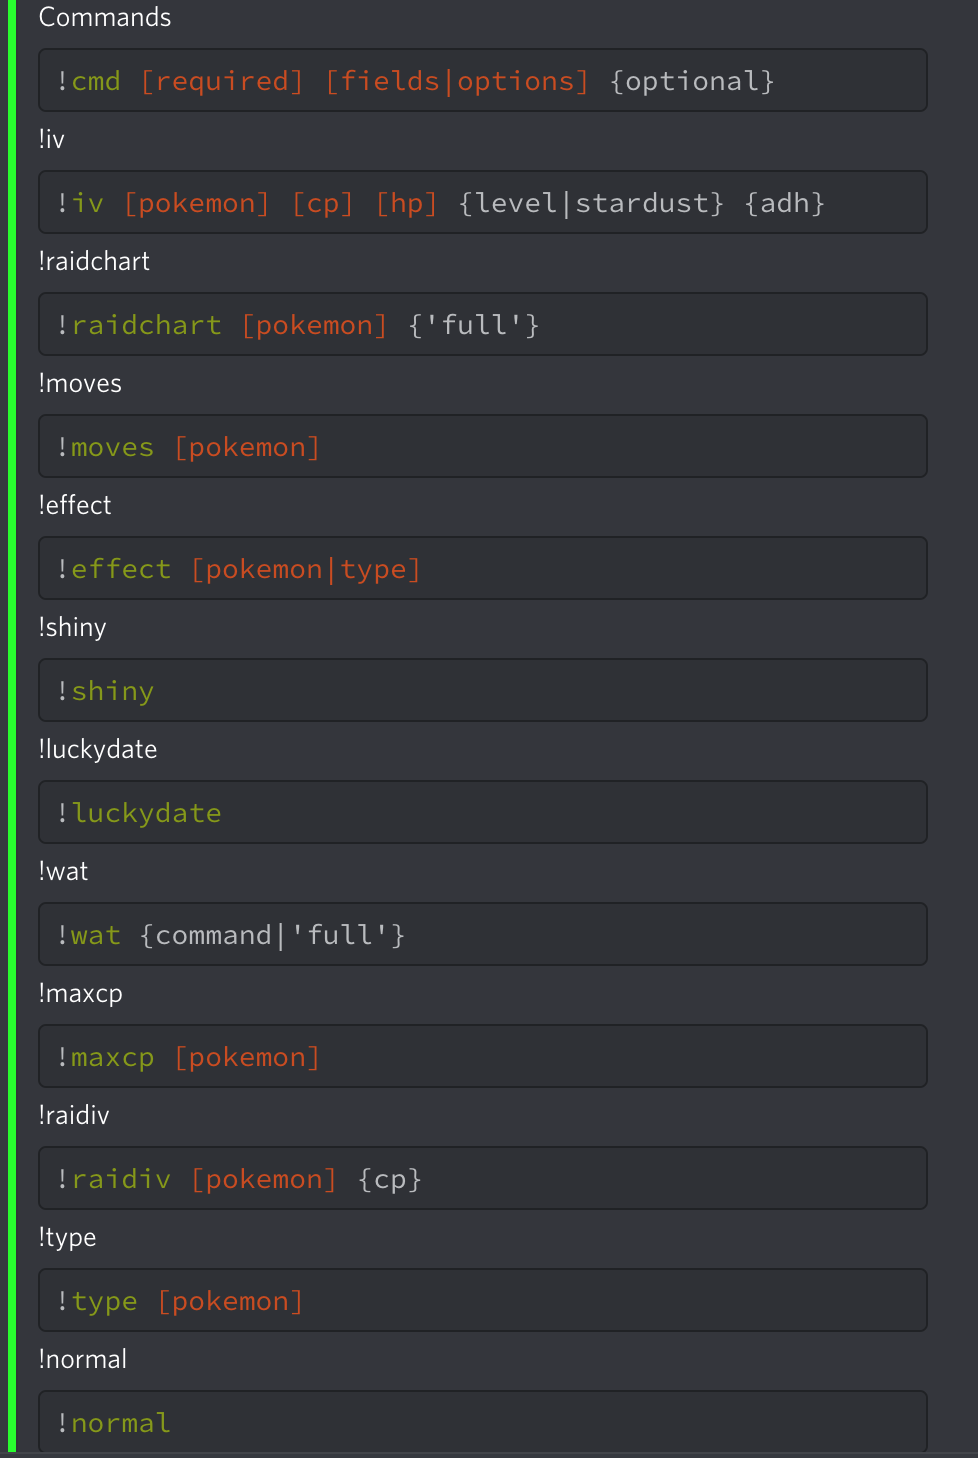 Commands
!cmd [required] [fields|options] {optional}
!iv
!iv [pokemon] [cp] [hp] {level|stardust} {adh}
!raidchart
!raidchart [pokemon] {'full'}
!moves
!moves [pokemon]
!effect
!effect [pokemon|type]
!shiny
!shiny
!luckydate
!luckydate
!wat
!wat {command|'full'}
!maxcp
!maxcp [pokemon]
!raidiv
!raidiv [pokemon] {cp}
!type
!type [pokemon]
!normal
!normal